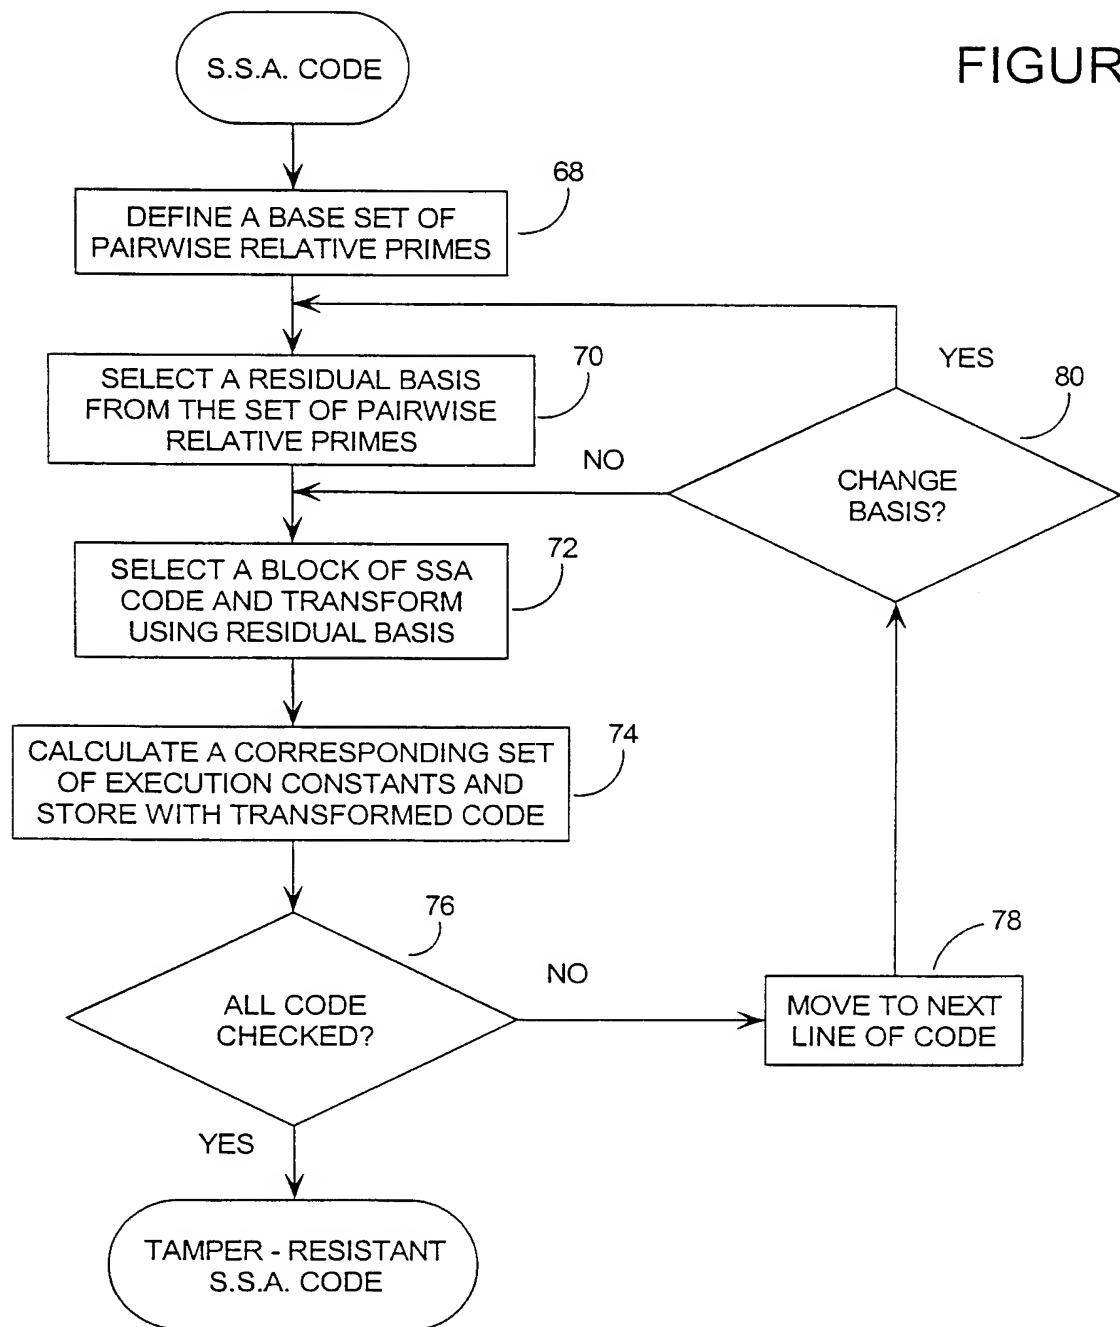 FIGUR
S.S.A. CODE
68
DEFINE A BASE SET OF
PAIRWISE RELATIVE PRIMES
YES
70
80
SELECT A RESIDUAL BASIS
FROM THE SET OF PAIRWISE
RELATIVE PRIMES
NO
CHANGE
BASIS?
72
SELECT A BLOCK OF SSA
CODE AND TRANSFORM
USING RESIDUAL BASIS
74
CALCULATE A CORRESPONDING SET
OF EXECUTION CONSTANTS AND
STORE WITH TRANSFORMED CODE
76
ALL CODE
CHECKED?
NO
78
MOVE TO NEXT
LINE OF CODE
YES
TAMPER - RESISTANT
S.S.A. CODE